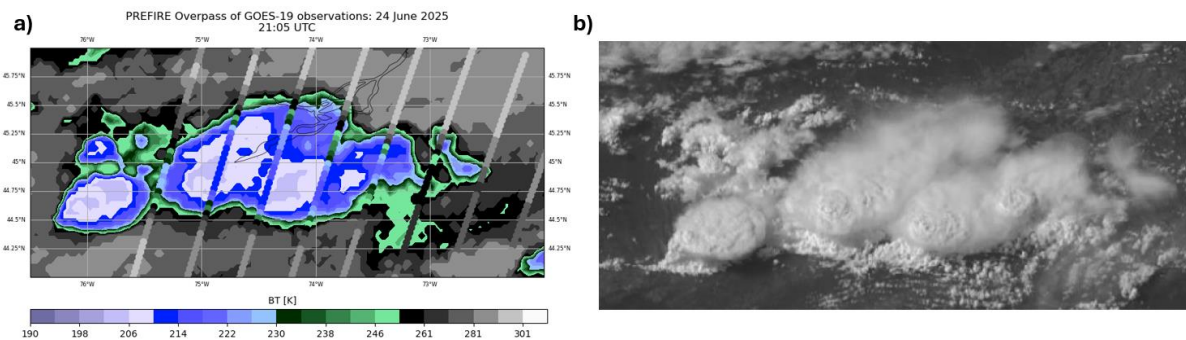 a)
PREFIRE Overpass of GOES-19 observations: 24 June 2025
21:05 UTC
76°W 75°W 74°W 73°W
45.75°N 45.75°N
45.5°N 45.5°N
45.25°N 45.25°N
45°N 45°N
44.75°N 44.75°N
44.5°N 44.5°N
44.25°N 44.25°N
76°W 75°W 74°W 73°W
BT [K]
190 198 206 214 222 230 238 246 261 281 301
b)